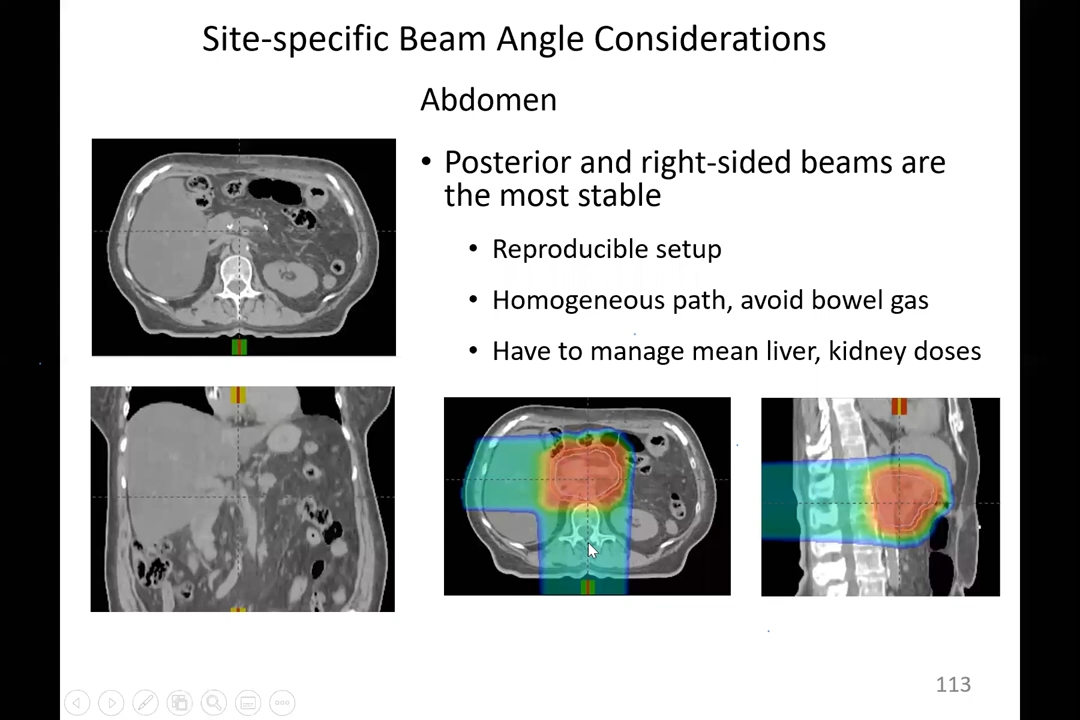 Site-specific Beam Angle Considerations
Abdomen
• Posterior and right-sided beams are
the most stable
• Reproducible setup
• Homogeneous path, avoid bowel gas
• Have to manage mean liver, kidney doses
113